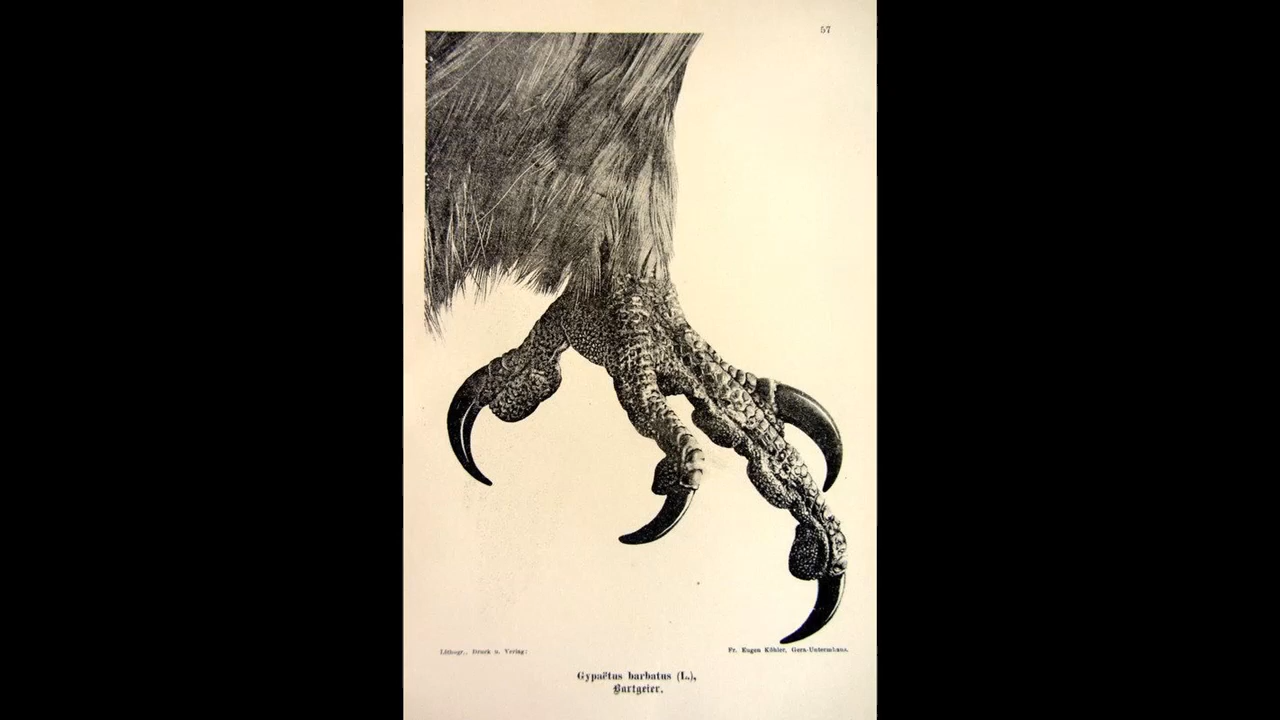 57
Lithogr., Druck u. Verlag:
Fr. Eugen Köhler, Gera-Untermhaus.
Gypaëtus barbatus (L.),
Bartgeier.